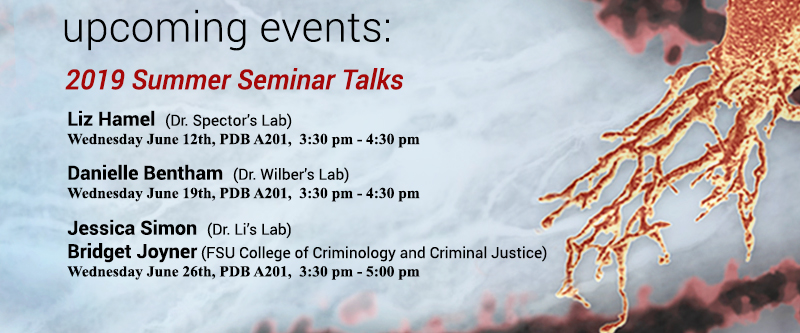 upcoming events:
2019 Summer Seminar Talks
Liz Hamel (Dr. Spector's Lab)
Wednesday June 12th, PDB A201, 3:30 pm - 4:30 pm
Danielle Bentham (Dr. Wilber's Lab)
Wednesday June 19th, PDB A201, 3:30 pm - 4:30 pm
Jessica Simon (Dr. Li's Lab)
Bridget Joyner (FSU College of Criminology and Criminal Justice)
Wednesday June 26th, PDB A201, 3:30 pm - 5:00 pm